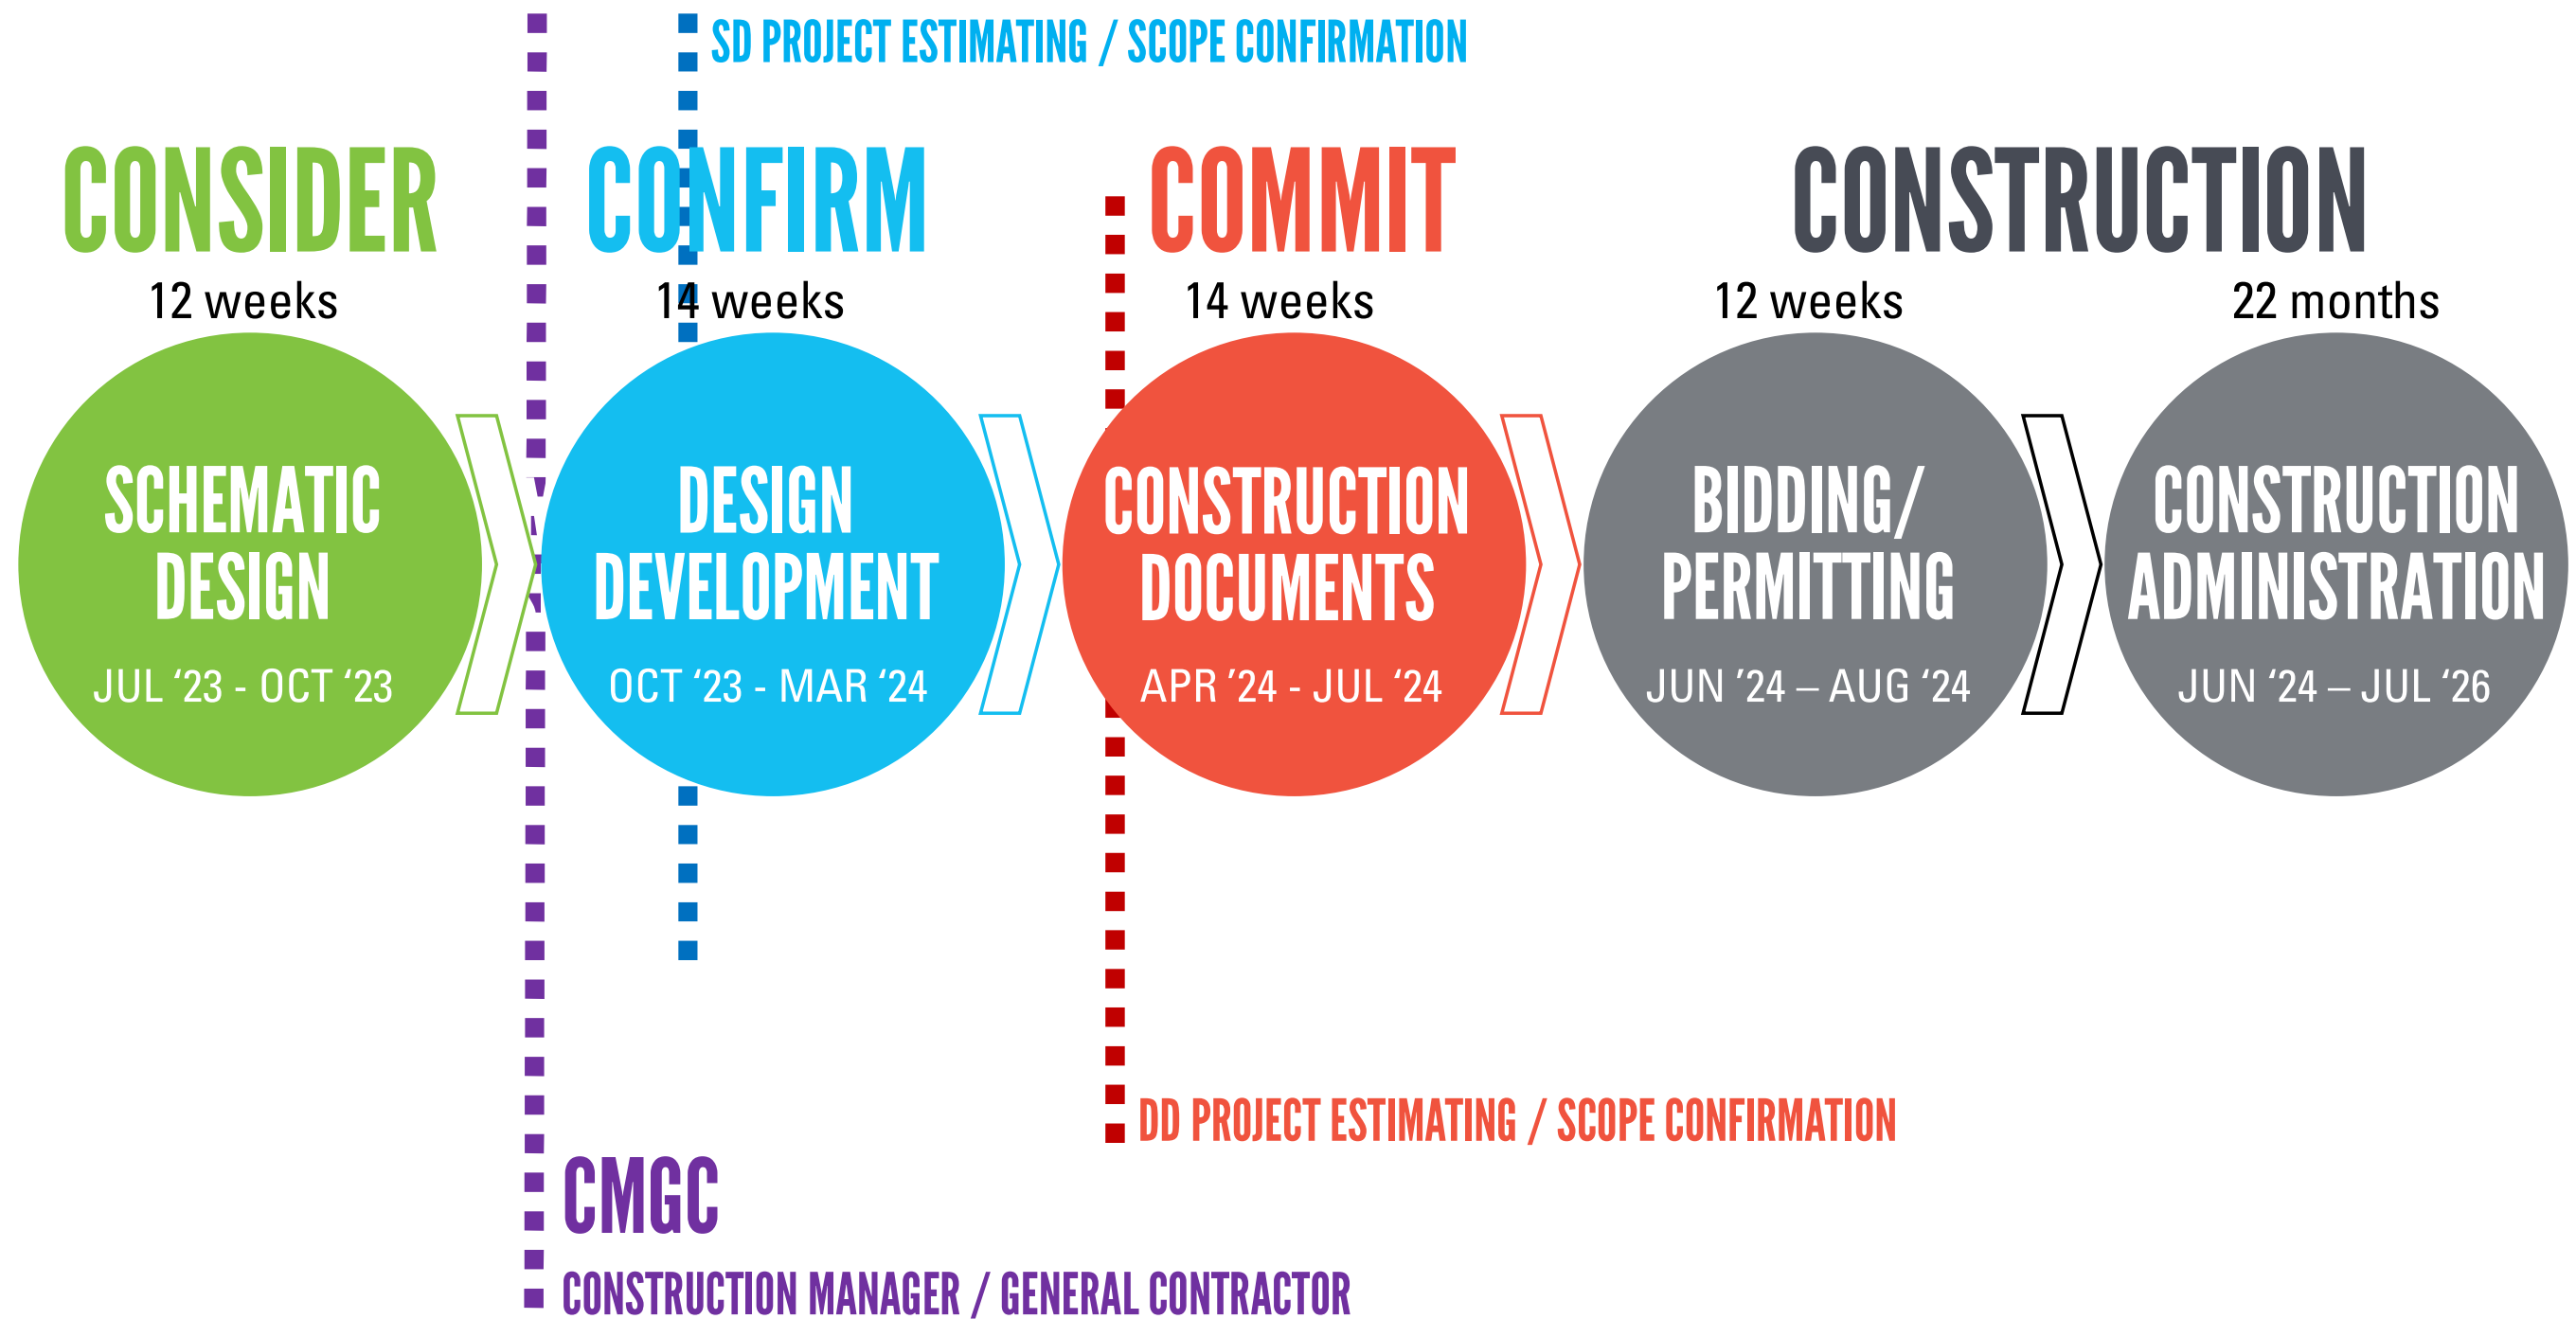 SD PROJECT ESTIMATING / SCOPE CONFIRMATION
CONSIDER
CONFIRM
COMMIT
CONSTRUCTION
12 weeks
14 weeks
14 weeks
12 weeks
22 months
SCHEMATIC
DESIGN
JUL ‘23 - OCT ‘23
DESIGN
DEVELOPMENT
OCT ‘23 - MAR ‘24
CONSTRUCTION
DOCUMENTS
APR ’24 - JUL ‘24
BIDDING/
PERMITTING
JUN ’24 – AUG ‘24
CONSTRUCTION
ADMINISTRATION
JUN ‘24 – JUL ‘26
DD PROJECT ESTIMATING / SCOPE CONFIRMATION
CMGC
CONSTRUCTION MANAGER / GENERAL CONTRACTOR